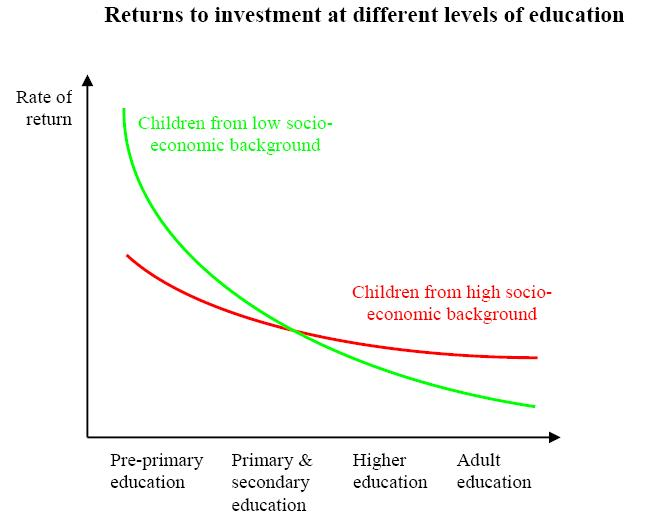 Returns to investment at different levels of education
Rate of
return
Children from low socio-
economic background
Children from high socio-
economic background
Pre-primary
education
Primary &
secondary
education
Higher
education
Adult
education